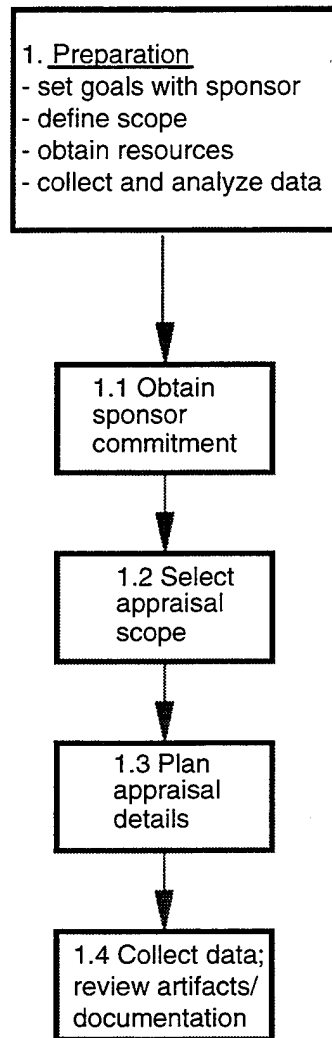 1. Preparation
- set goals with sponsor
- define scope
- obtain resources
- collect and analyze data
1.1 Obtain
sponsor
commitment
1.2 Select
appraisal
scope
1.3 Plan
appraisal
details
1.4 Collect data;
review artifacts/
documentation